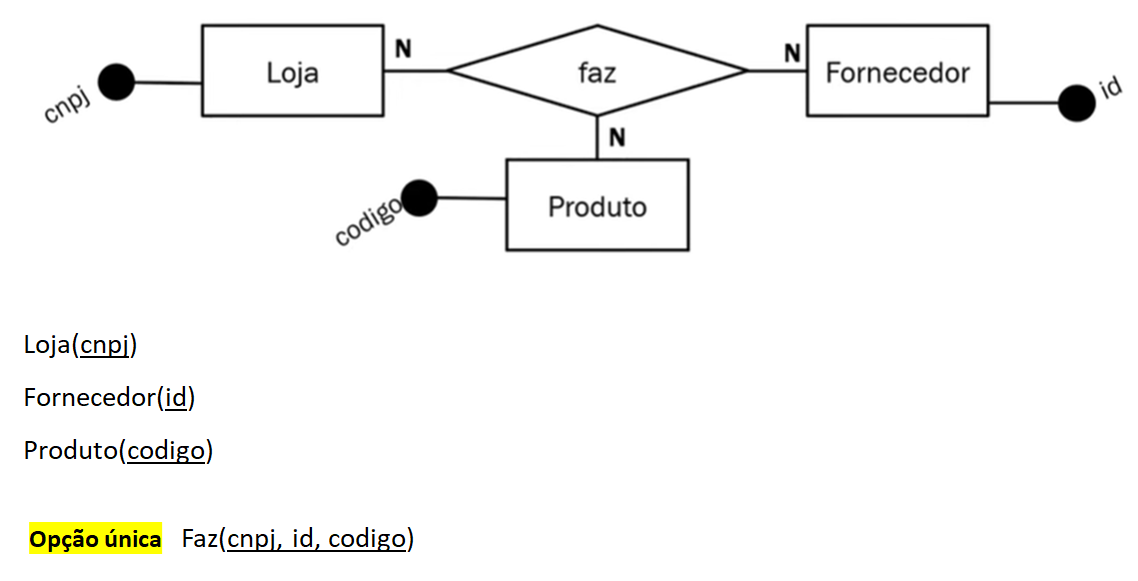 N
N
Loja
faz
Fornecedor
cnpj
id
N
codigo
Produto
Loja(cnpj)
Fornecedor(id)
Produto(codigo)
Opção única Faz(cnpj, id, codigo)